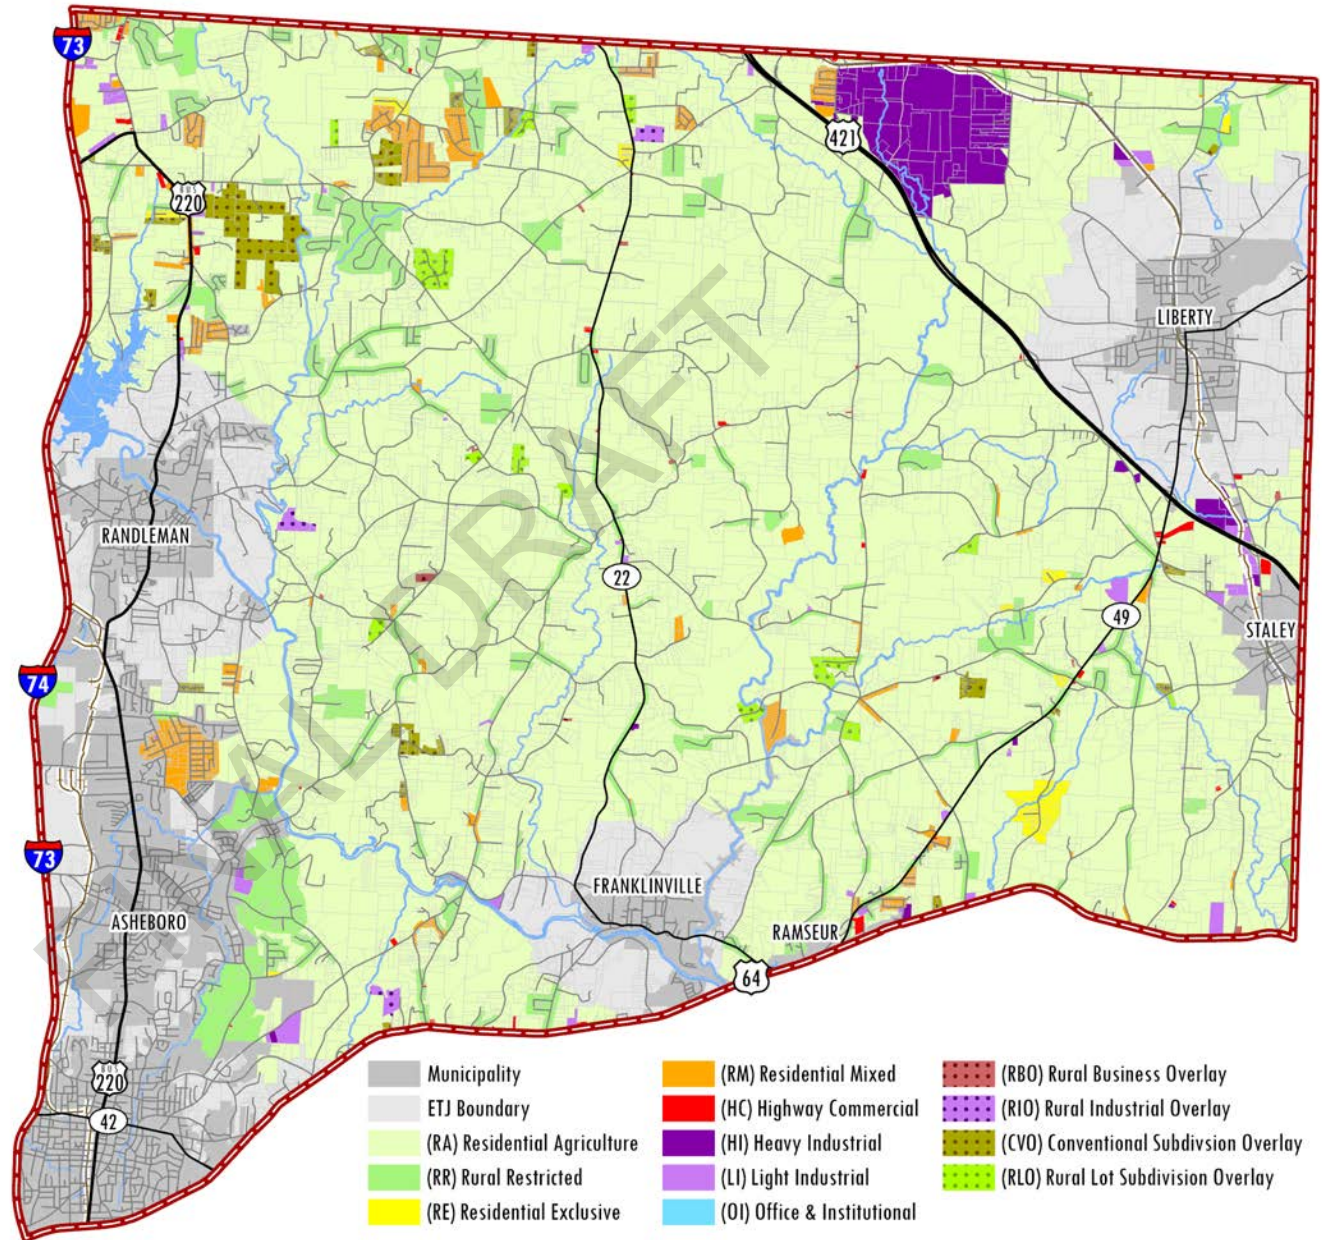 73
421
BUS
220
LIBERTY
RANDLEMAN
22
49
STALEY
74
73
FRANKLINVILLE
ASHEBORO
RAMSEUR
64
BUS
220
42
FINAL DRAFT
Municipality
ETJ Boundary
(RA) Residential Agriculture
(RR) Rural Restricted
(RE) Residential Exclusive
(RM) Residential Mixed
(HC) Highway Commercial
(HI) Heavy Industrial
(LI) Light Industrial
(OI) Office & Institutional
(RBO) Rural Business Overlay
(RIO) Rural Industrial Overlay
(CVO) Conventional Subdivsion Overlay
(RLO) Rural Lot Subdivision Overlay